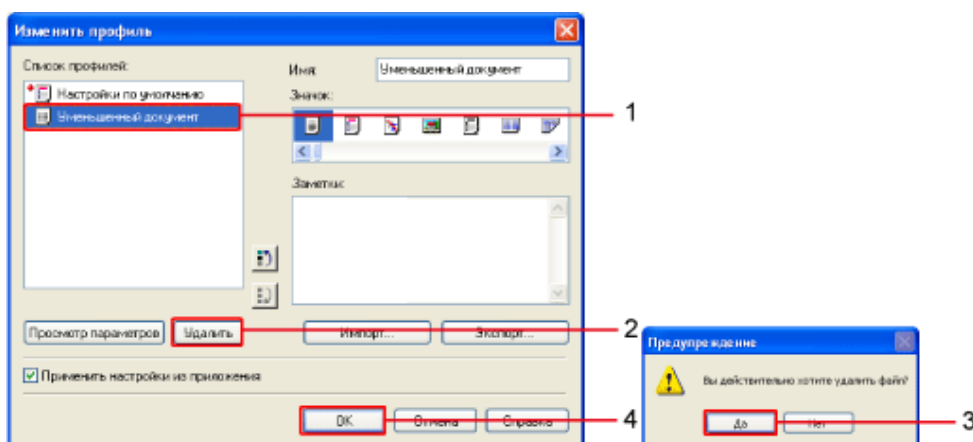 Изменить профиль
Список профилей:
Настройки по умолчанию
Уменьшенный документ
Имя:
Уменьшенный документ
Значок:
Заметки:
1
Просмотр параметров
Удалить
Импорт...
Экспорт...
2
Применить настройки из приложения
OK
Отмена
Справка
4
Предупреждение
Вы действительно хотите удалить файл?
Да
Нет
3